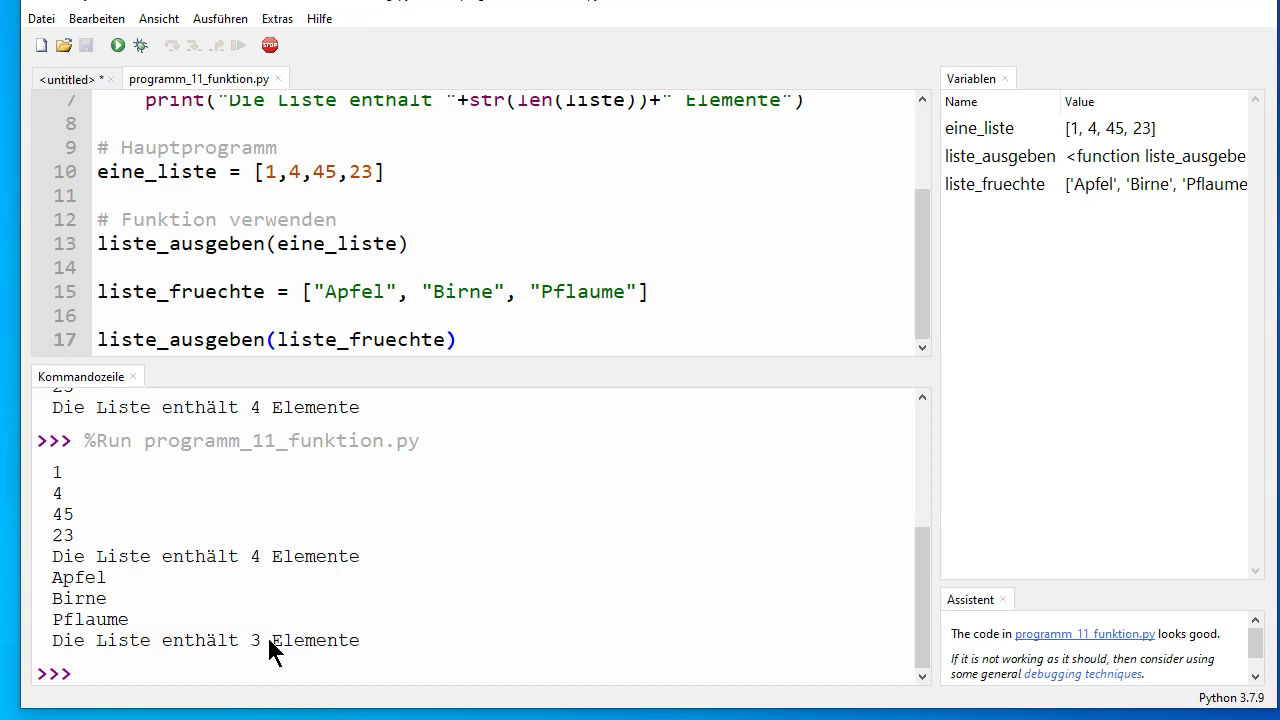 Datei Bearbeiten Ansicht Ausführen Extras Hilfe
STOP
<untitled> * × programm_11_funktion.py ×
7 print("Die Liste enthält "+str(len(liste))+" Elemente")
8
9 # Hauptprogramm
10 eine_liste = [1,4,45,23]
11
12 # Funktion verwenden
13 liste_ausgeben(eine_liste)
14
15 liste_fruechte = ["Apfel", "Birne", "Pflaume"]
16
17 liste_ausgeben(liste_fruechte)
Kommandozeile ×
23
Die Liste enthält 4 Elemente
>>> %Run programm_11_funktion.py
1
4
45
23
Die Liste enthält 4 Elemente
Apfel
Birne
Pflaume
Die Liste enthält 3 Elemente
>>>
Variablen ×
Name Value
eine_liste [1, 4, 45, 23]
liste_ausgeben <function liste_ausgebe
liste_fruechte ['Apfel', 'Birne', 'Pflaume
Assistent ×
The code in programm_11_funktion.py looks good.
If it is not working as it should, then consider using
some general debugging techniques.
Python 3.7.9